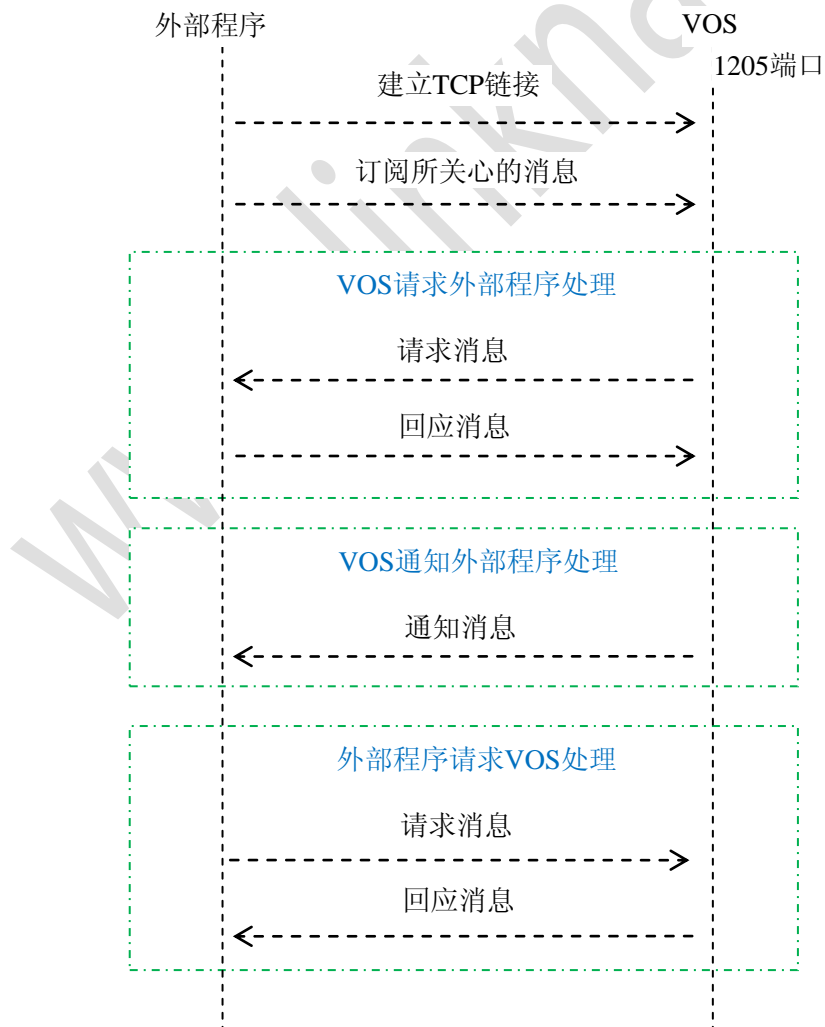 外部程序
VOS
1205端口
建立TCP链接
订阅所关心的消息
VOS请求外部程序处理
请求消息
回应消息
VOS通知外部程序处理
通知消息
外部程序请求VOS处理
请求消息
回应消息